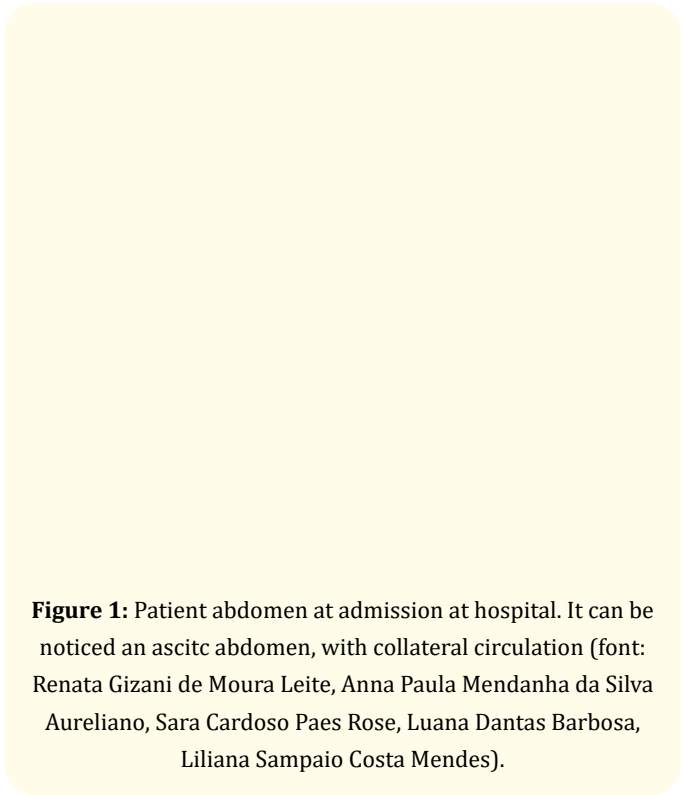 Figure 1: Patient abdomen at admission at hospital. It can be
noticed an ascitc abdomen, with collateral circulation (font:
Renata Gizani de Moura Leite, Anna Paula Mendanha da Silva
Aureliano, Sara Cardoso Paes Rose, Luana Dantas Barbosa,
Liliana Sampaio Costa Mendes).